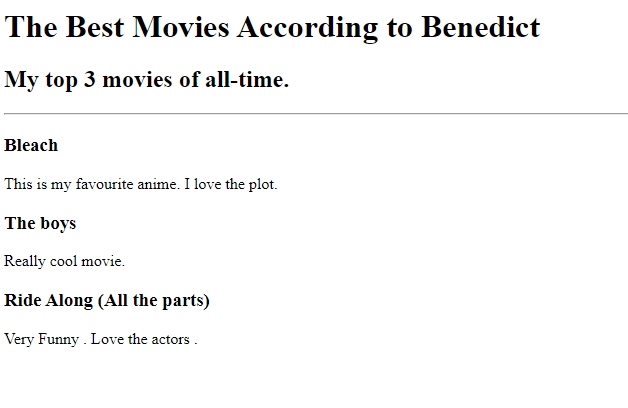 The Best Movies According to Benedict
My top 3 movies of all-time.
Bleach
This is my favourite anime. I love the plot.
The boys
Really cool movie.
Ride Along (All the parts)
Very Funny . Love the actors .